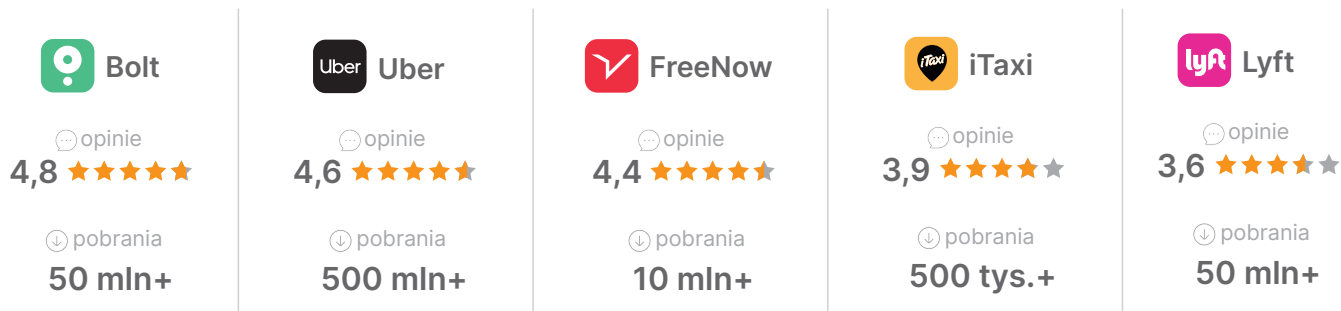 Bolt
opinie
4,8
pobrania
50 mln+
Uber
Uber
opinie
4,6
pobrania
500 mln+
FreeNow
opinie
4,4
pobrania
10 mln+
iTaxi
iTaxi
opinie
3,9
pobrania
500 tys.+
lyft
Lyft
opinie
3,6
pobrania
50 mln+